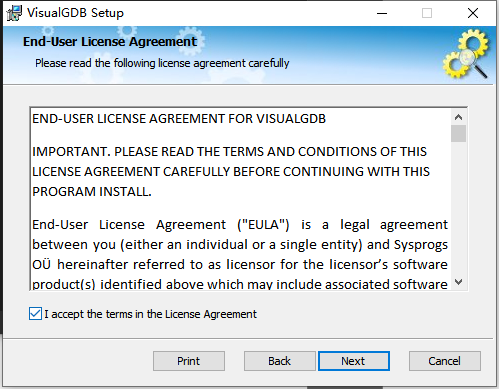 VisualGDB Setup
End-User License Agreement
Please read the following license agreement carefully
END-USER LICENSE AGREEMENT FOR VISUALGDB
IMPORTANT. PLEASE READ THE TERMS AND CONDITIONS OF THIS
LICENSE AGREEMENT CAREFULLY BEFORE CONTINUING WITH THIS
PROGRAM INSTALL.
End-User License Agreement ("EULA") is a legal agreement
between you (either an individual or a single entity) and Sysprogs
OÜ hereinafter referred to as licensor for the licensor’s software
product(s) identified above which may include associated software
I accept the terms in the License Agreement
Print Back Next Cancel